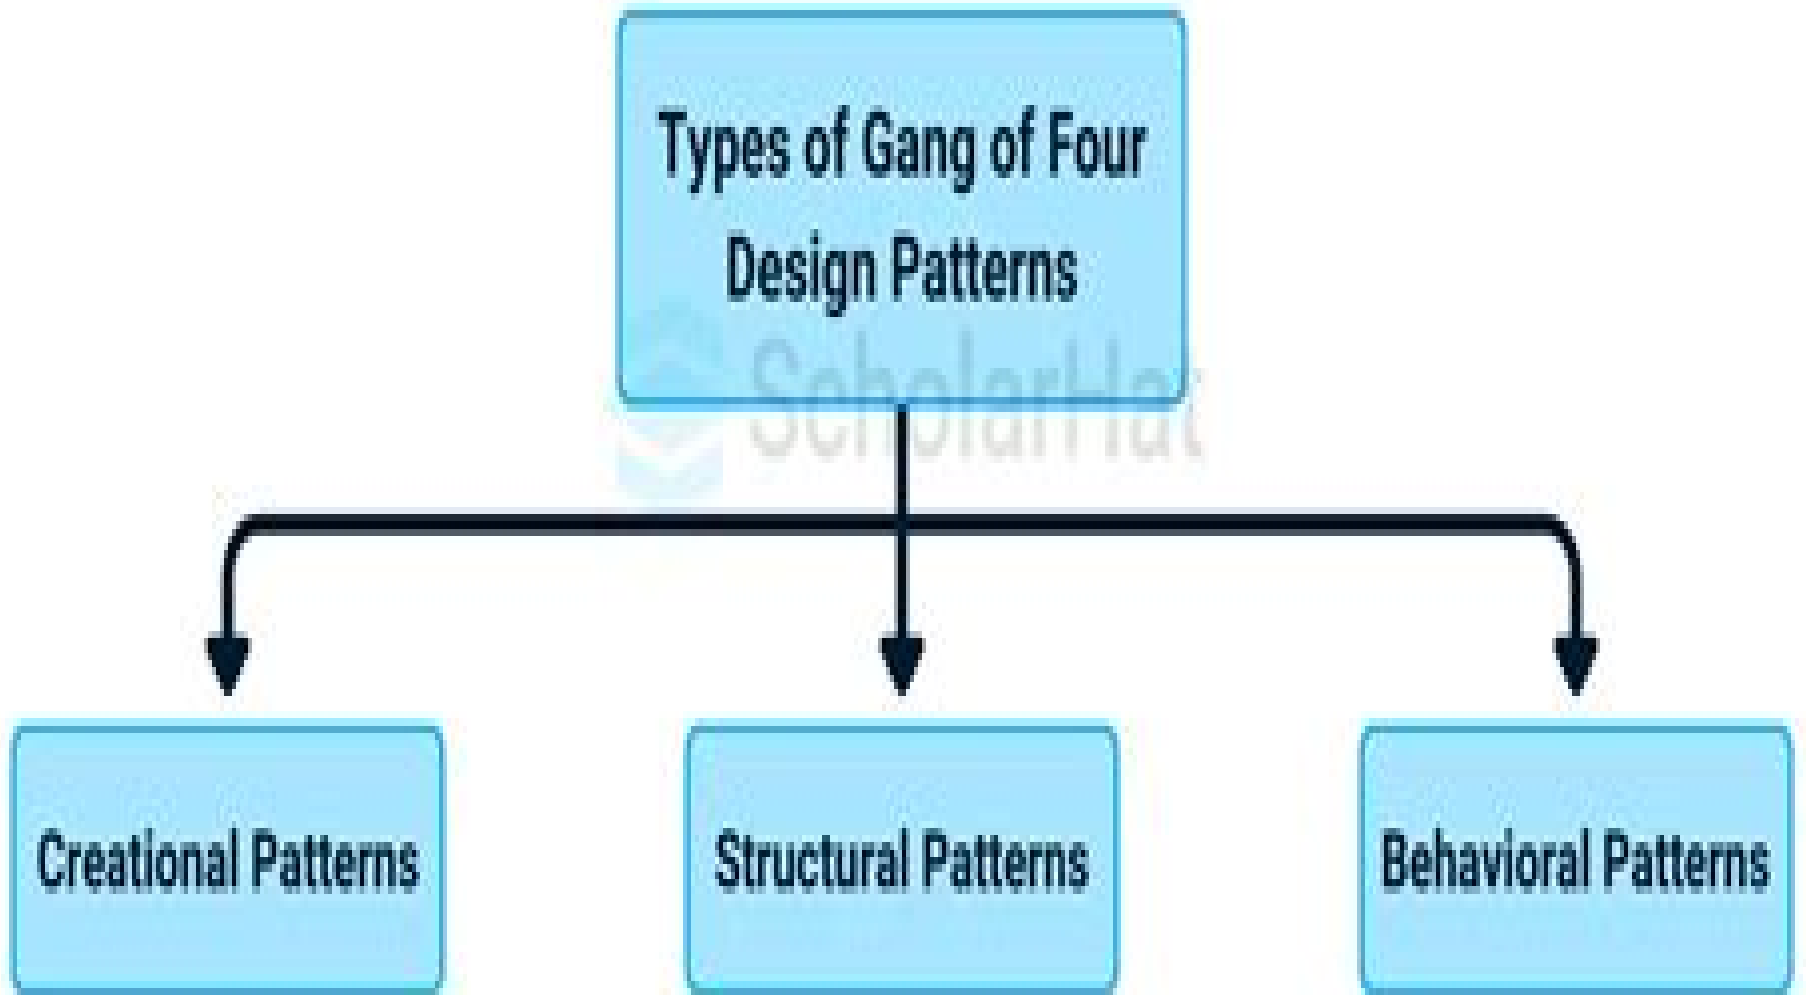 Types of Gang of Four
Design Patterns
ScholarHat
Creational Patterns
Structural Patterns
Behavioral Patterns